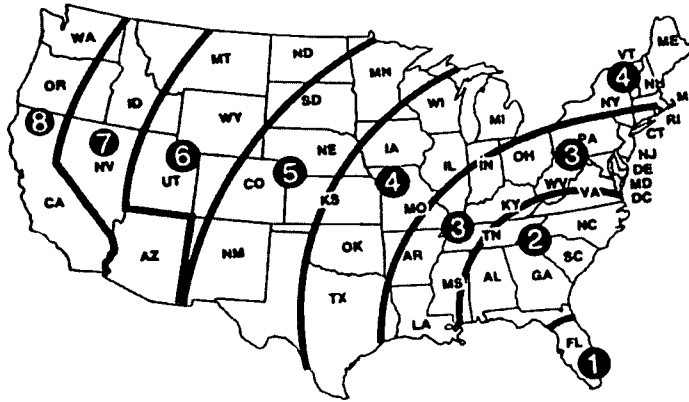 WA
MT
ND
MN
VT
ME
OR
ID
SD
WI
MI
4
NH
NY
M
8
7
WY
RI
CT
NV
6
NE
IA
IL
IN
OH
PA
3
NJ
UT
CO
5
4
DE
MD
CA
KS
MO
WV
VA
DC
KY
3
TN
NC
AZ
NM
OK
AR
2
SC
MS
AL
GA
TX
LA
FL
1